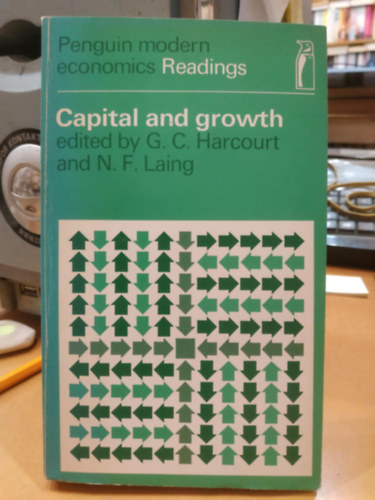 Penguin modern
economics Readings
Capital and growth
edited by G. C. Harcourt
and N. F. Laing